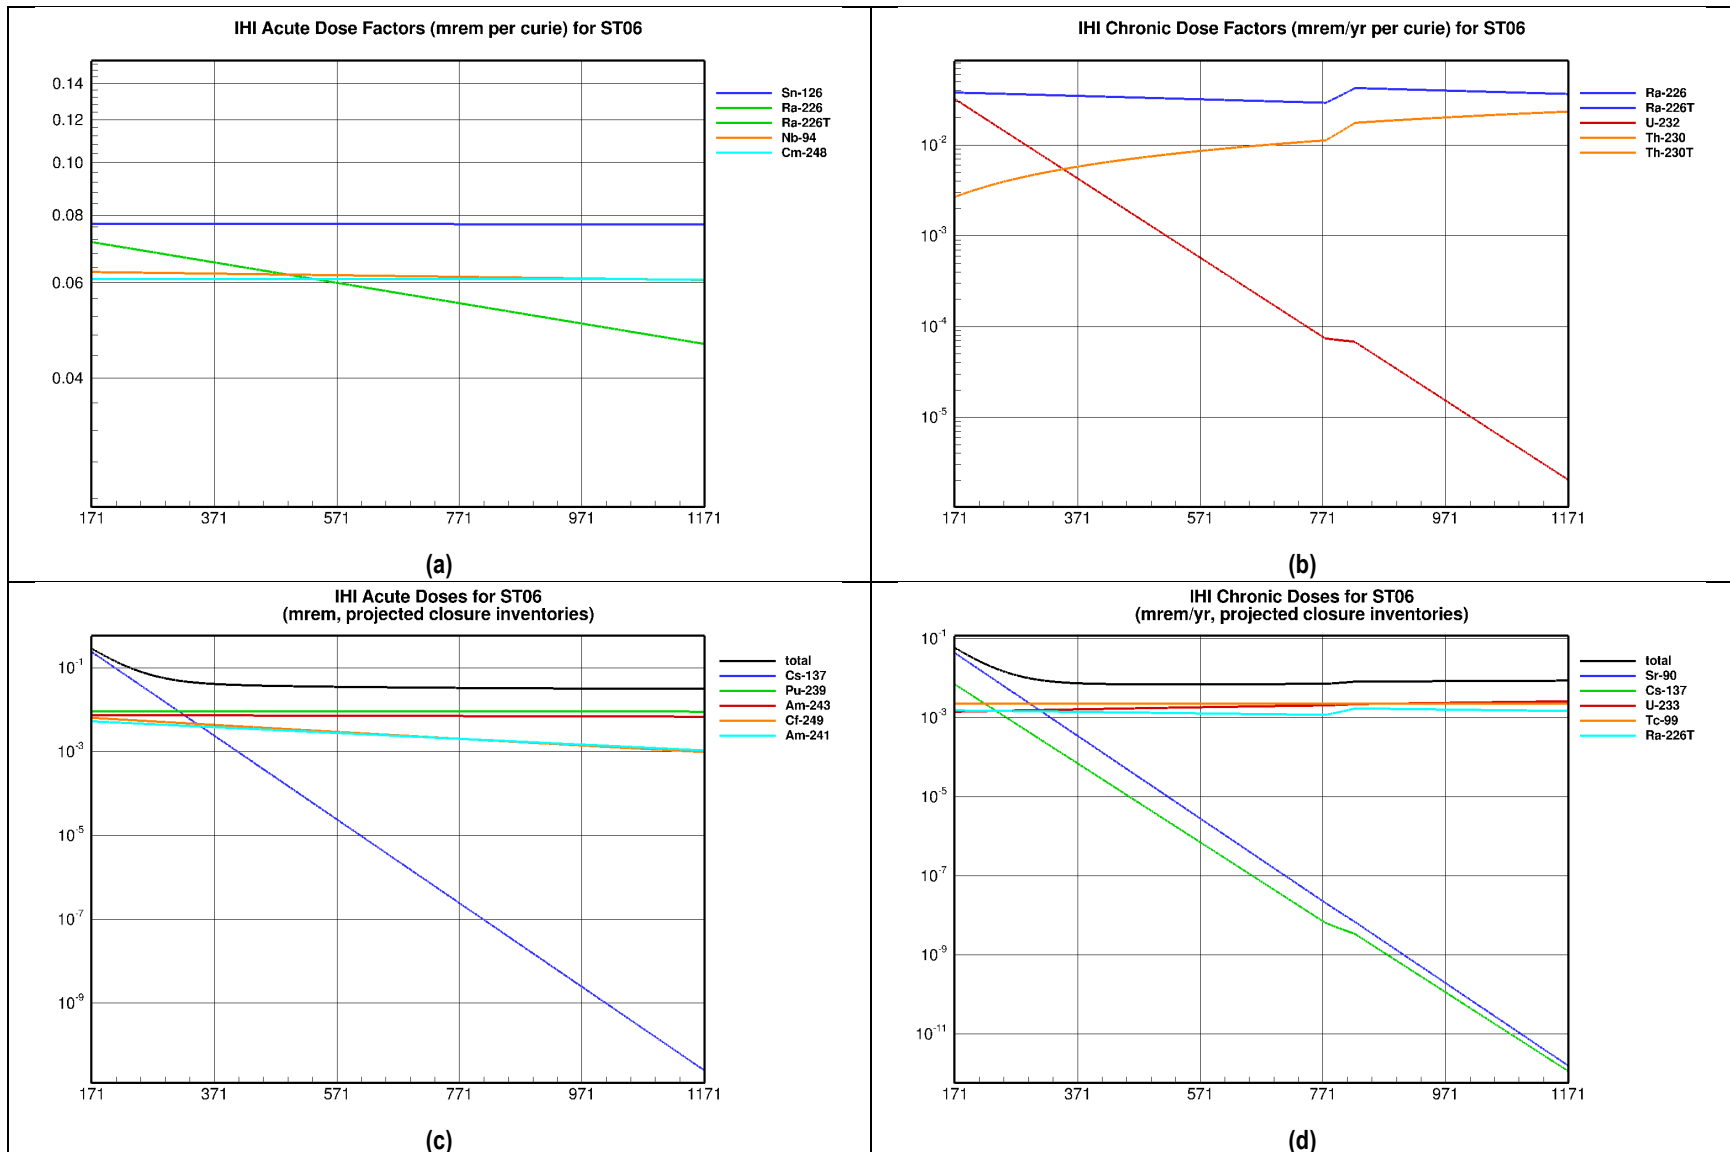 IHI Acute Dose Factors (mrem per curie) for ST06
0.14
0.12
0.10
0.08
0.06
0.04
171 371 571 771 971 1171
Sn-126
Ra-226
Ra-226T
Nb-94
Cm-248
(a)
IHI Chronic Dose Factors (mrem/yr per curie) for ST06
10-2
10-3
10-4
10-5
171 371 571 771 971 1171
Ra-226
Ra-226T
U-232
Th-230
Th-230T
(b)
IHI Acute Doses for ST06
(mrem, projected closure inventories)
10-1
10-3
10-5
10-7
10-9
171 371 571 771 971 1171
total
Cs-137
Pu-239
Am-243
Cf-249
Am-241
(c)
IHI Chronic Doses for ST06
(mrem/yr, projected closure inventories)
10-1
10-3
10-5
10-7
10-9
10-11
171 371 571 771 971 1171
total
Sr-90
Cs-137
U-233
Tc-99
Ra-226T
(d)